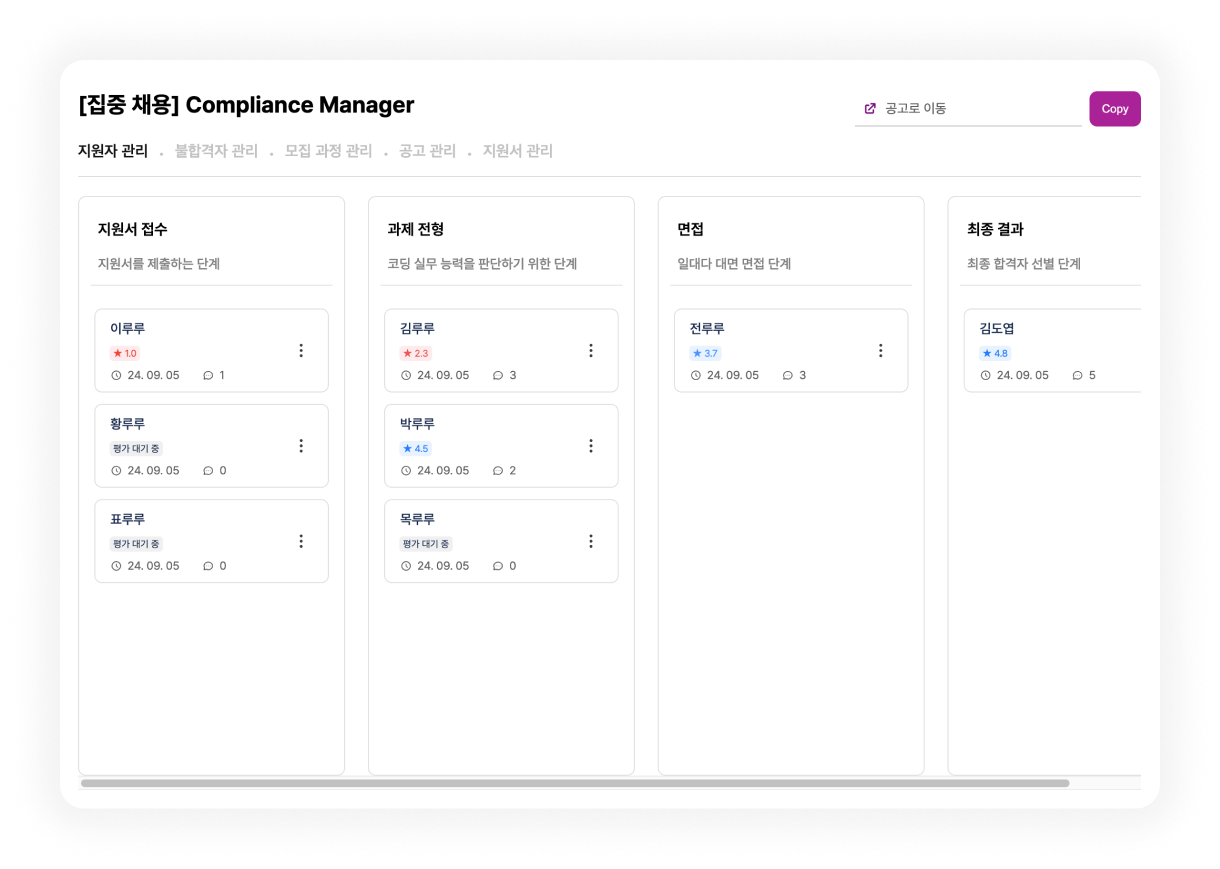 [집중 채용] Compliance Manager
공고로 이동
Copy
지원자 관리 . 불합격자 관리 . 모집 과정 관리 . 공고 관리 . 지원서 관리
지원서 접수
지원서를 제출하는 단계
이루루
★ 1.0
24. 09. 05 1
황루루
평가 대기 중
24. 09. 05 0
표루루
평가 대기 중
24. 09. 05 0
과제 전형
코딩 실무 능력을 판단하기 위한 단계
김루루
★ 2.3
24. 09. 05 3
박루루
★ 4.5
24. 09. 05 2
목루루
평가 대기 중
24. 09. 05 0
면접
일대다 대면 면접 단계
전루루
★ 3.7
24. 09. 05 3
최종 결과
최종 합격자 선별 단계
김도엽
★ 4.8
24. 09. 05 5